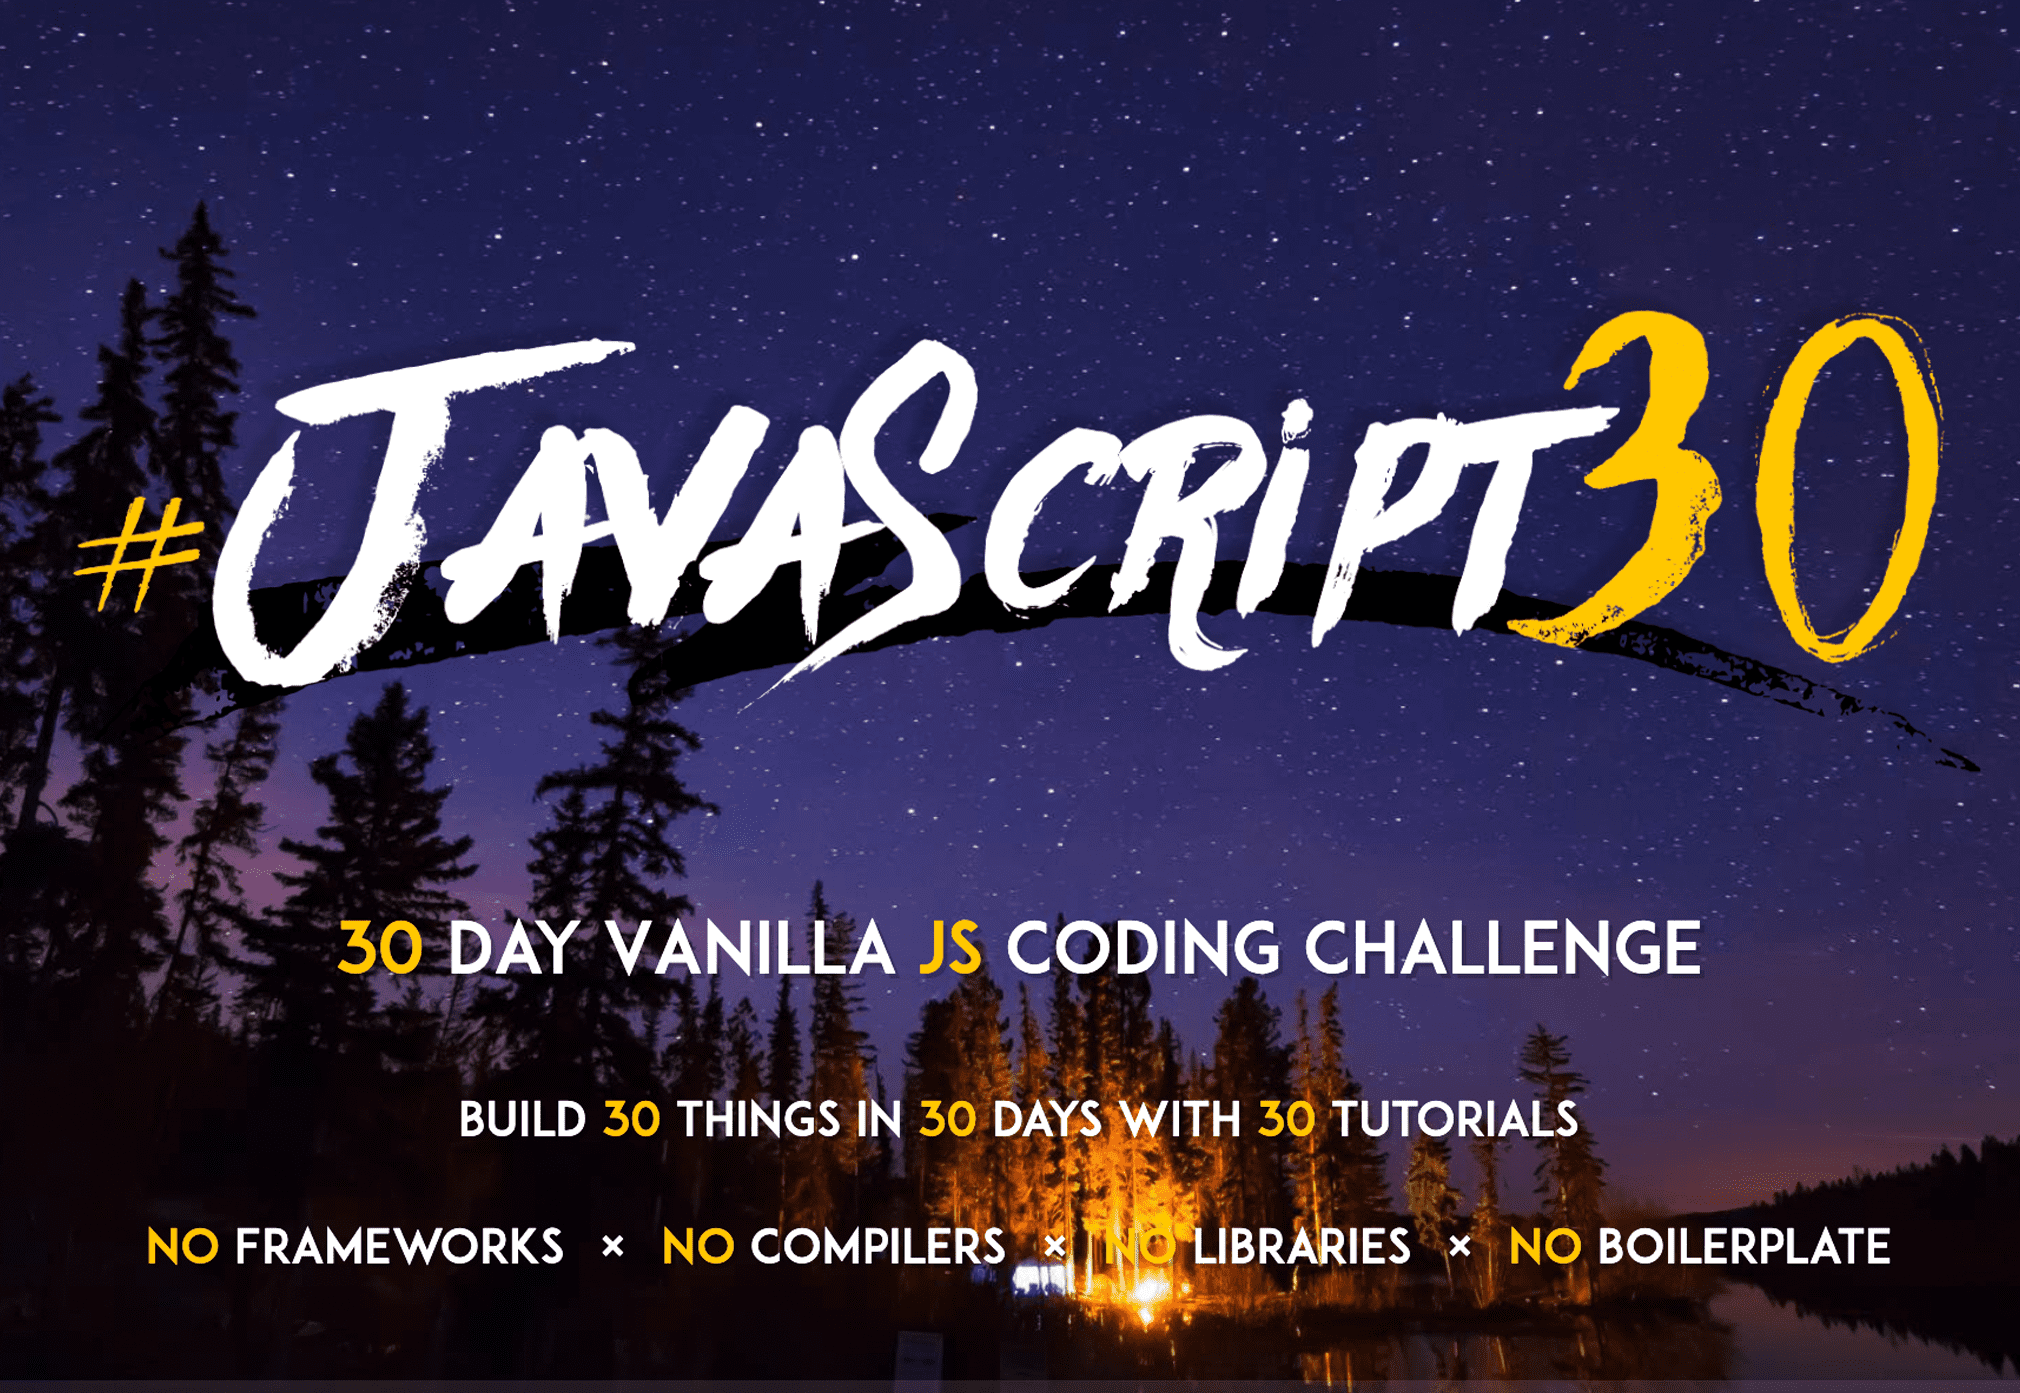 #JavaScript30
30 DAY VANILLA JS CODING CHALLENGE
BUILD 30 THINGS IN 30 DAYS WITH 30 TUTORIALS
NO FRAMEWORKS × NO COMPILERS × NO LIBRARIES × NO BOILERPLATE